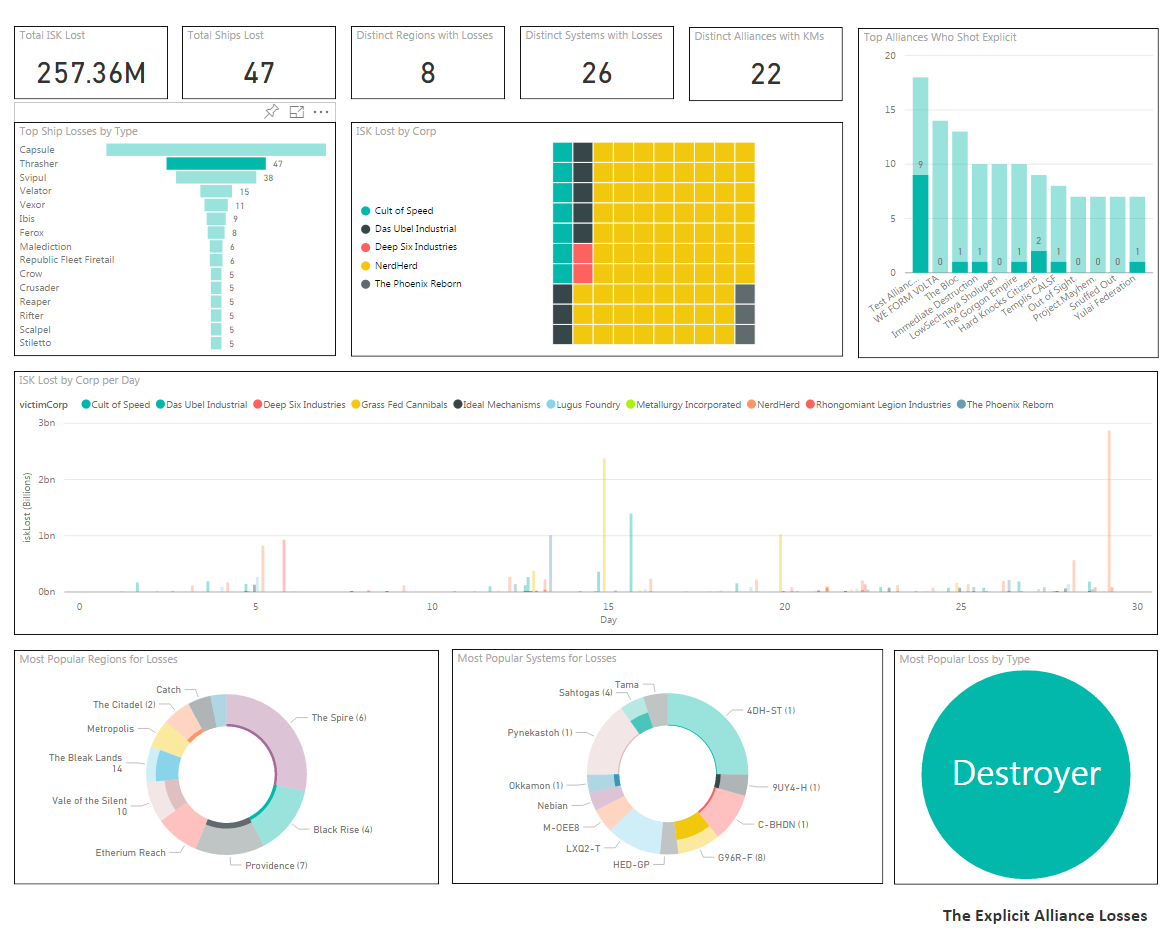 Total ISK Lost
257.36M
Total Ships Lost
47
Distinct Regions with Losses
8
Distinct Systems with Losses
26
Distinct Alliances with KMs
22
Top Ship Losses by Type
Capsule
Thrasher 47
Svipul 38
Velator 15
Vexor 11
Ibis 9
Ferox 8
Malediction 6
Republic Fleet Firetail 6
Crow 5
Crusader 5
Reaper 5
Rifter 5
Scalpel 5
Stiletto 5
ISK Lost by Corp
Cult of Speed
Das Ubel Industrial
Deep Six Industries
NerdHerd
The Phoenix Reborn
Top Alliances Who Shot Explicit
20
15
10
5
0
9 0 1 1 0 1 2 1 0 0 0 1
Test Allianc...
WE FORM V0LTA
The Bloc
Immediate Destruction
LowSechnaya Sholupen
The Gorgon Empire
Hard Knocks Citizens
Templis CALSF
Out of Sight.
Project.Mayhem.
Snuffed Out
Yulai Federation
ISK Lost by Corp per Day
victimCorp Cult of Speed Das Ubel Industrial Deep Six Industries Grass Fed Cannibals Ideal Mechanisms Lugus Foundry Metallurgy Incorporated NerdHerd Rhongomiant Legion Industries The Phoenix Reborn
3bn
2bn
1bn
0bn
iskLost (Billions)
0 5 10 15 20 25 30
Day
Most Popular Regions for Losses
Catch
The Citadel (2)
Metropolis
The Bleak Lands
14
Vale of the Silent
10
Etherium Reach
The Spire (6)
Black Rise (4)
Providence (7)
Most Popular Systems for Losses
Tama
Sahtogas (4)
Pynekastoh (1)
Okkamon (1)
Nebian
M-OEE8
LXQ2-T
HED-GP
4DH-ST (1)
9UY4-H (1)
C-BHDN (1)
G96R-F (8)
Most Popular Loss by Type
Destroyer
The Explicit Alliance Losses